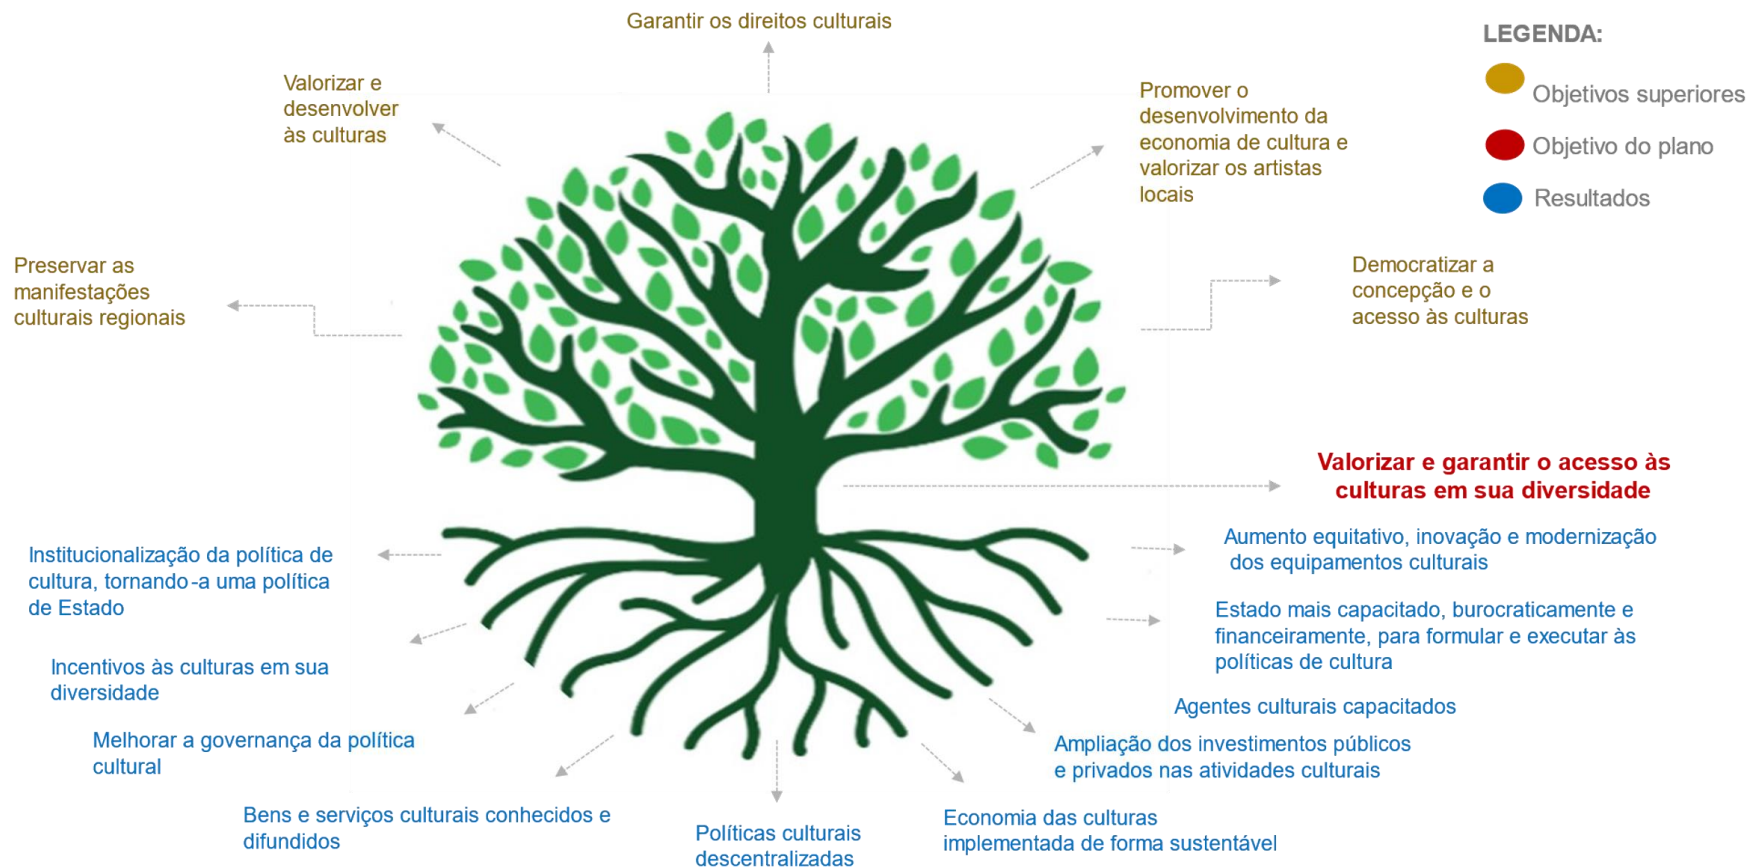 Garantir os direitos culturais
LEGENDA:
Objetivos superiores
Objetivo do plano
Resultados
Valorizar e
desenvolver
às culturas
Promover o
desenvolvimento da
economia de cultura e
valorizar os artistas
locais
Preservar as
manifestações
culturais regionais
Democratizar a
concepção e o
acesso às culturas
Valorizar e garantir o acesso às
culturas em sua diversidade
Institucionalização da política de
cultura, tornando-a uma política
de Estado
Aumento equitativo, inovação e modernização
dos equipamentos culturais
Estado mais capacitado, burocraticamente e
financeiramente, para formular e executar às
políticas de cultura
Incentivos às culturas em sua
diversidade
Agentes culturais capacitados
Melhorar a governança da política
cultural
Ampliação dos investimentos públicos
e privados nas atividades culturais
Bens e serviços culturais conhecidos e
difundidos
Políticas culturais
descentralizadas
Economia das culturas
implementada de forma sustentável